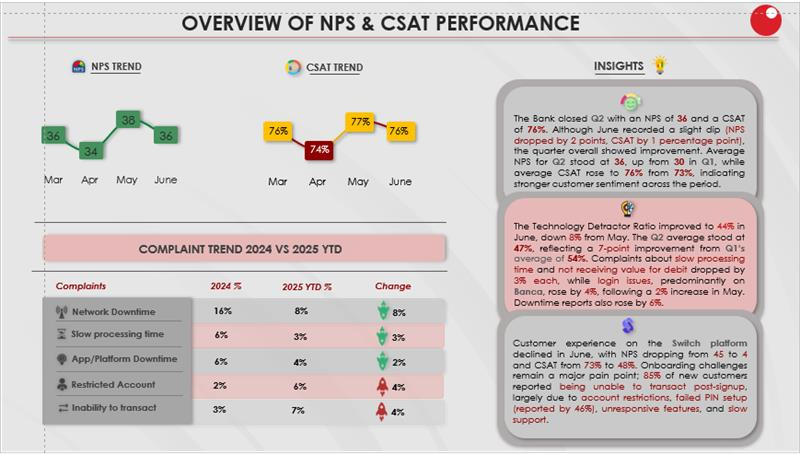 OVERVIEW OF NPS & CSAT PERFORMANCE
NPS TREND
36
34
38
36
Mar Apr May June
CSAT TREND
76%
74%
77%
76%
Mar Apr May June
COMPLAINT TREND 2024 VS 2025 YTD
Complaints 2024 % 2025 YTD % Change
Network Downtime 16% 8% 8%
Slow processing time 6% 3% 3%
App/Platform Downtime 6% 4% 2%
Restricted Account 2% 6% 4%
Inability to transact 3% 7% 4%
INSIGHTS
The Bank closed Q2 with an NPS of 36 and a CSAT
of 76%. Although June recorded a slight dip (NPS
dropped by 2 points, CSAT by 1 percentage point),
the quarter overall showed improvement. Average
NPS for Q2 stood at 36, up from 30 in Q1, while
average CSAT rose to 76% from 73%, indicating
stronger customer sentiment across the period.
The Technology Detractor Ratio improved to 44% in
June, down 8% from May. The Q2 average stood at
47%, reflecting a 7-point improvement from Q1's
average of 54%. Complaints about slow processing
time and not receiving value for debit dropped by
3% each, while login issues, predominantly on
Banca, rose by 4%, following a 2% increase in May.
Downtime reports also rose by 6%.
Customer experience on the Switch platform
declined in June, with NPS dropping from 45 to 4
and CSAT from 73% to 48%. Onboarding challenges
remain a major pain point; 85% of new customers
reported being unable to transact post-signup,
largely due to account restrictions, failed PIN setup
(reported by 46%), unresponsive features, and slow
support.